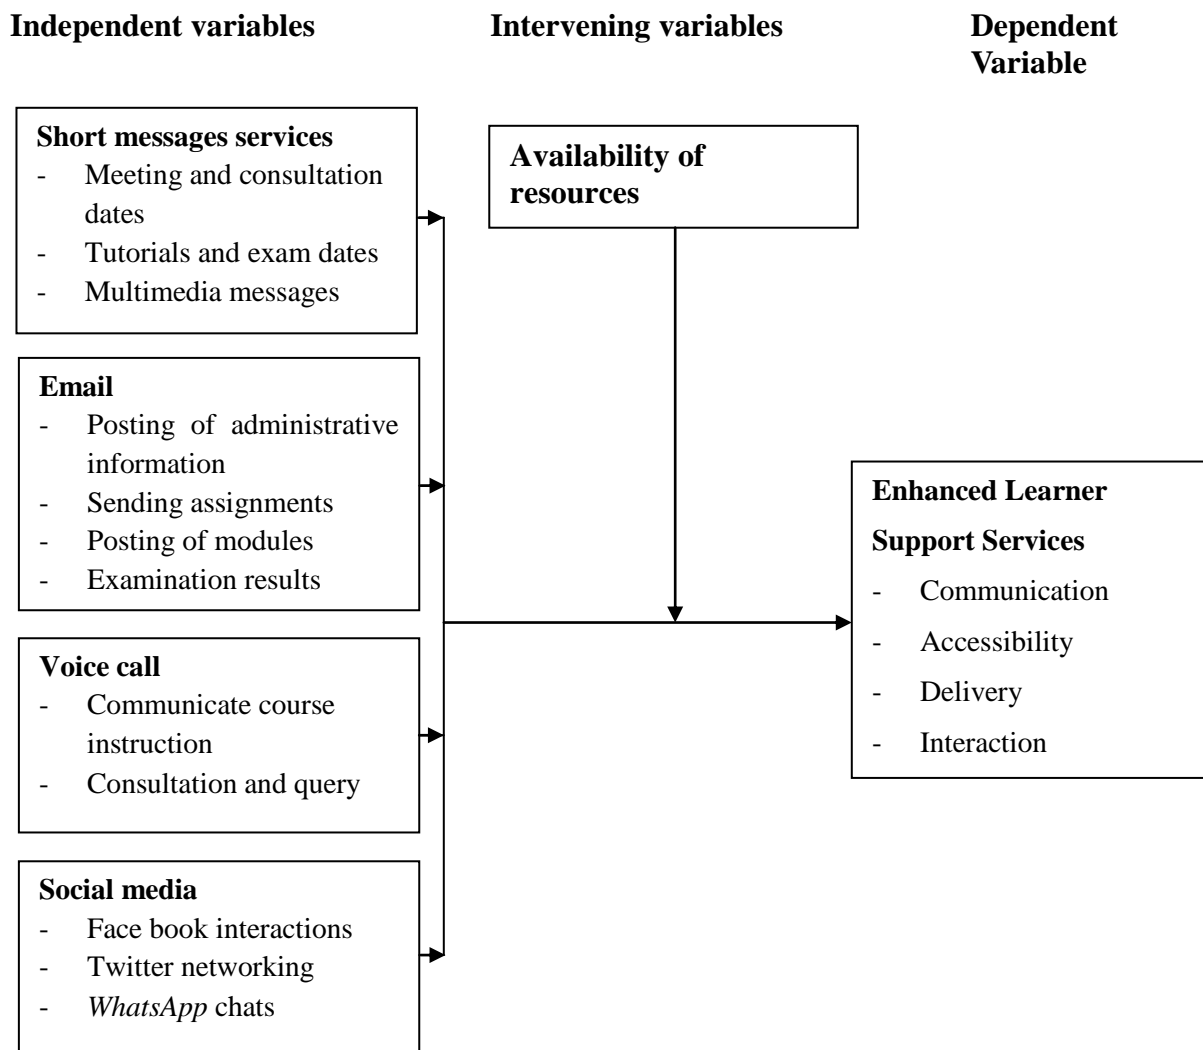 Independent variables
Intervening variables
Dependent
Variable
Short messages services
- Meeting and consultation
dates
- Tutorials and exam dates
- Multimedia messages
Availability of
resources
Email
- Posting of administrative
information
- Sending assignments
- Posting of modules
- Examination results
Enhanced Learner
Support Services
- Communication
- Accessibility
- Delivery
- Interaction
Voice call
- Communicate course
instruction
- Consultation and query
Social media
- Face book interactions
- Twitter networking
- WhatsApp chats